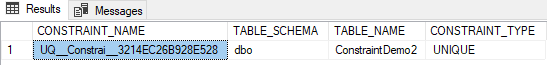 Results Messages
CONSTRAINT_NAME TABLE_SCHEMA TABLE_NAME CONSTRAINT_TYPE
1 UQ__Constrai__3214EC26B928E528 dbo ConstraintDemo2 UNIQUE